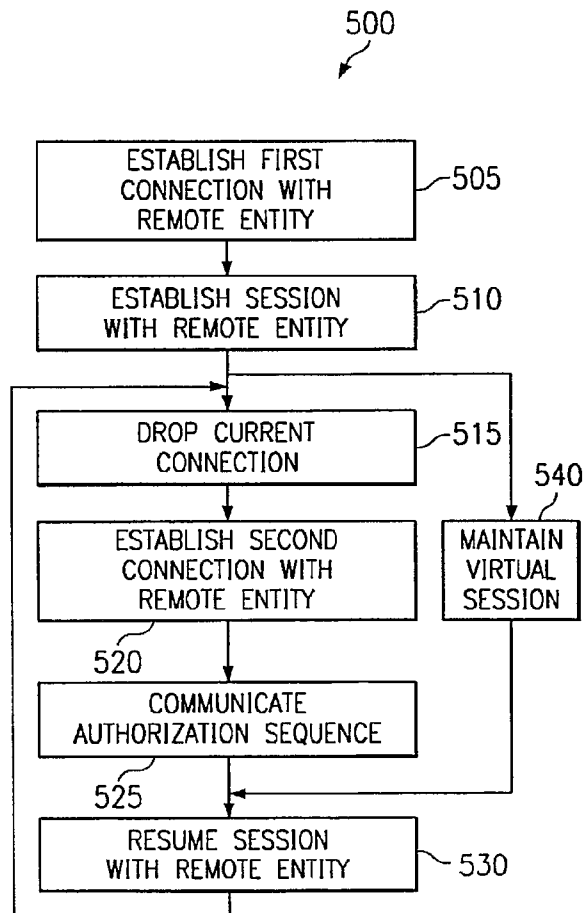 500
ESTABLISH FIRST
CONNECTION WITH
REMOTE ENTITY
505
ESTABLISH SESSION
WITH REMOTE ENTITY
510
DROP CURRENT
CONNECTION
515
540
ESTABLISH SECOND
CONNECTION WITH
REMOTE ENTITY
520
MAINTAIN
VIRTUAL
SESSION
COMMUNICATE
AUTHORIZATION SEQUENCE
525
RESUME SESSION
WITH REMOTE ENTITY
530